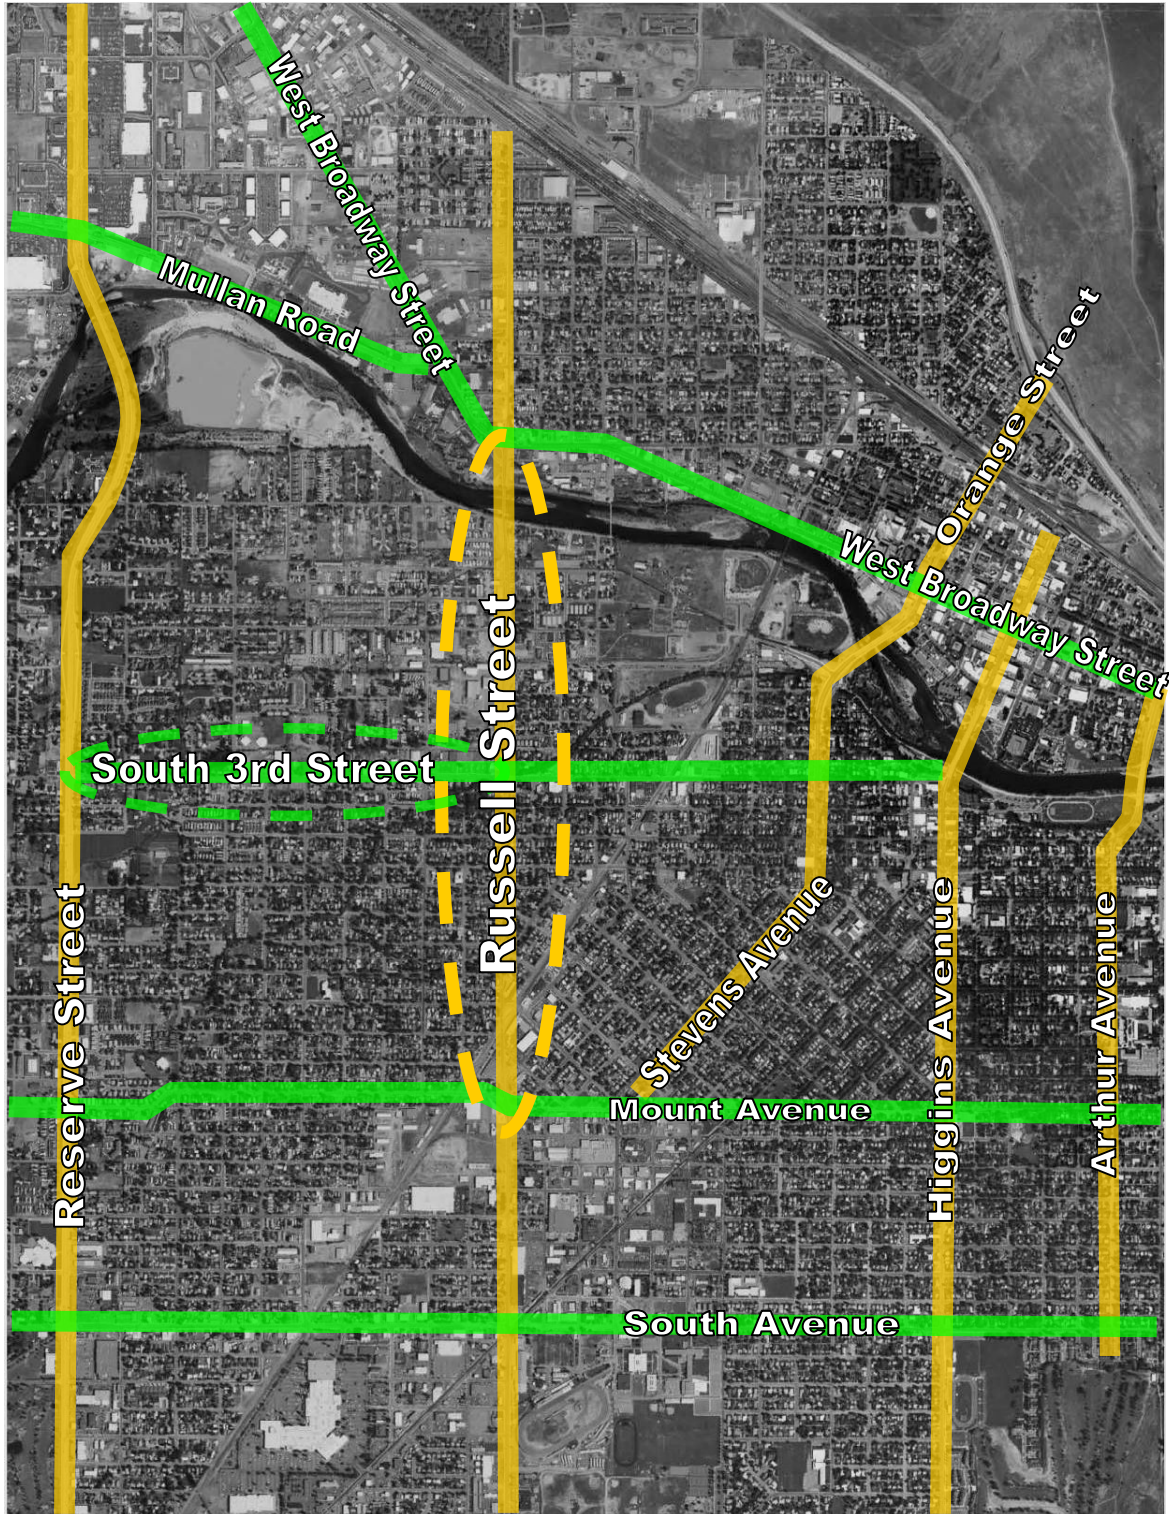 West Broadway Street
Mullan Road
Orange Street
West Broadway Street
Russell Street
South 3rd Street
Stevens Avenue
Reserve Street
Higgins Avenue
Arthur Avenue
Mount Avenue
South Avenue